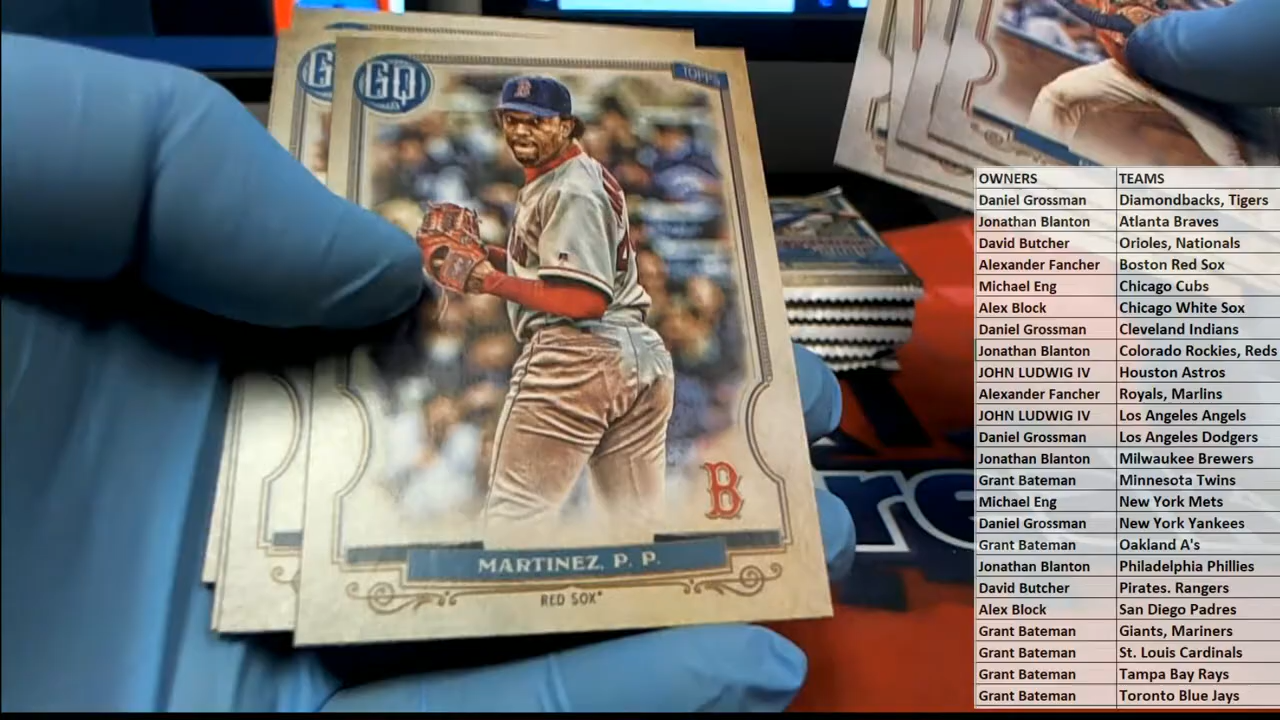 GQ
GQ
TOPPS
B
B
MARTINEZ, P. P.
RED SOX
re
OWNERS TEAMS
Daniel Grossman Diamondbacks, Tigers
Jonathan Blanton Atlanta Braves
David Butcher Orioles, Nationals
Alexander Fancher Boston Red Sox
Michael Eng Chicago Cubs
Alex Block Chicago White Sox
Daniel Grossman Cleveland Indians
Jonathan Blanton Colorado Rockies, Reds
JOHN LUDWIG IV Houston Astros
Alexander Fancher Royals, Marlins
JOHN LUDWIG IV Los Angeles Angels
Daniel Grossman Los Angeles Dodgers
Jonathan Blanton Milwaukee Brewers
Grant Bateman Minnesota Twins
Michael Eng New York Mets
Daniel Grossman New York Yankees
Grant Bateman Oakland A's
Jonathan Blanton Philadelphia Phillies
David Butcher Pirates. Rangers
Alex Block San Diego Padres
Grant Bateman Giants, Mariners
Grant Bateman St. Louis Cardinals
Grant Bateman Tampa Bay Rays
Grant Bateman Toronto Blue Jays